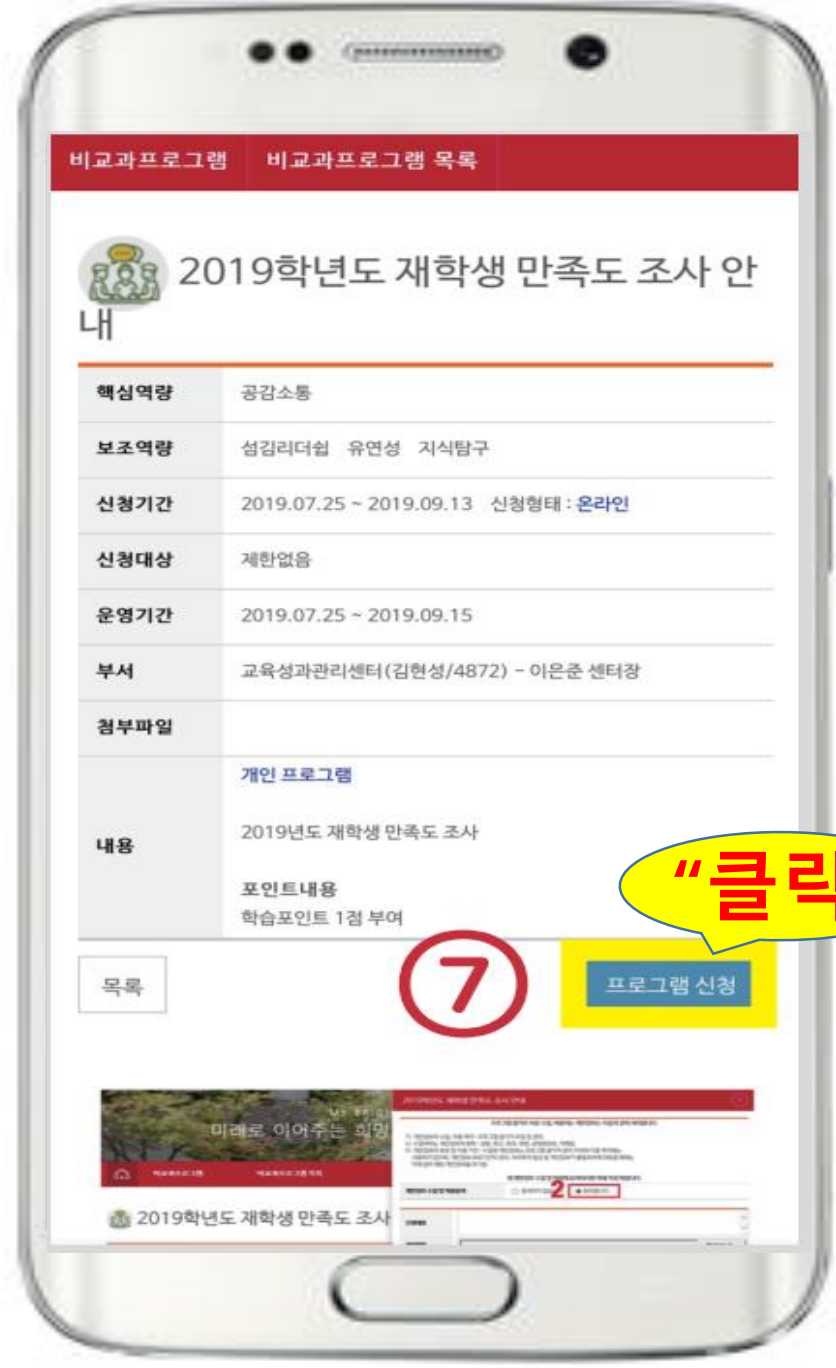 비교과프로그램 비교과프로그램 목록
2019학년도 재학생 만족도 조사 안
내
핵심역량 공감소통
보조역량 섬김리더쉽 유연성 지식탐구
신청기간 2019.07.25 ~ 2019.09.13 신청형태 : 온라인
신청대상 제한없음
운영기간 2019.07.25 ~ 2019.09.15
부서 교육성과관리센터(김현성/4872) - 이은준 센터장
첨부파일
개인 프로그램
내용 2019년도 재학생 만족도 조사
포인트내용
학습포인트 1점 부여
“클릭
목록 ⑦ 프로그램 신청
미래로 이어주는 희망
2019학년도 재학생 만족도 조사
2